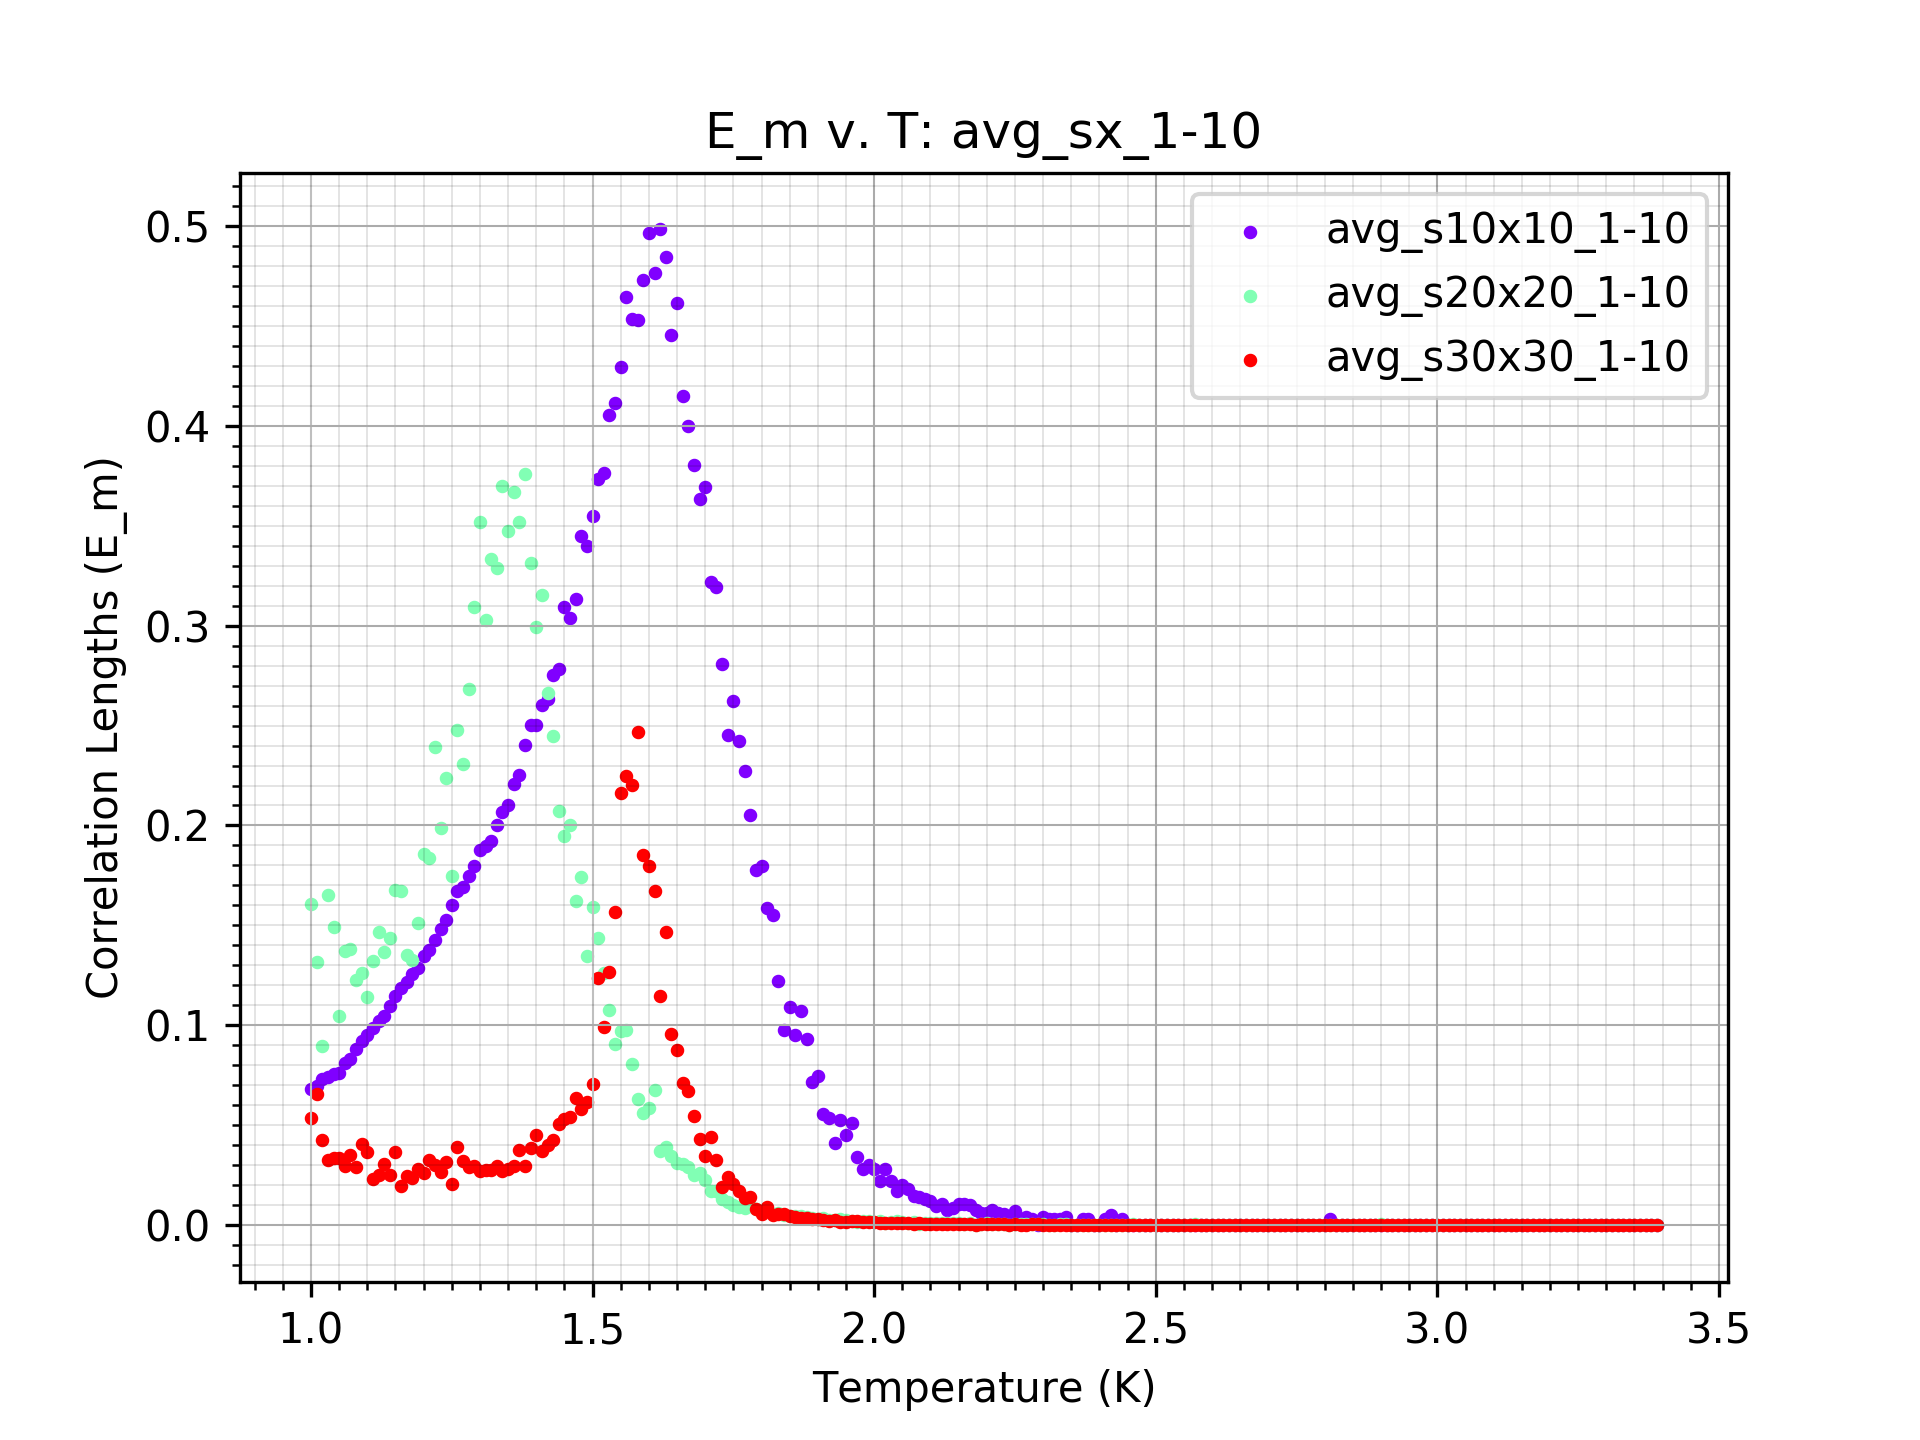 E_m v. T: avg_sx_1-10
avg_s10x10_1-10
avg_s20x20_1-10
avg_s30x30_1-10
Correlation Lengths (E_m)
0.5
0.4
0.3
0.2
0.1
0.0
1.0 1.5 2.0 2.5 3.0 3.5
Temperature (K)